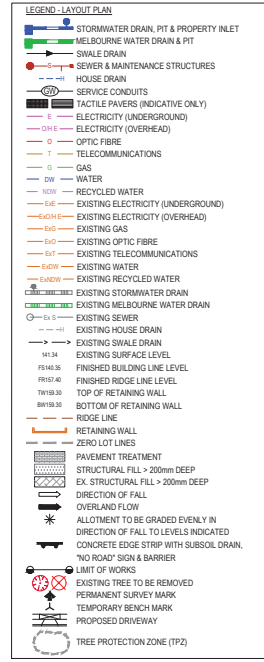 LEGEND - LAYOUT PLAN
STORMWATER DRAIN, PIT & PROPERTY INLET
MELBOURNE WATER DRAIN & PIT
SWALE DRAIN
S SEWER & MAINTENANCE STRUCTURES
H HOUSE DRAIN
GW SERVICE CONDUITS
TACTILE PAVERS (INDICATIVE ONLY)
E ELECTRICITY (UNDERGROUND)
O/H E ELECTRICITY (OVERHEAD)
O OPTIC FIBRE
T TELECOMMUNICATIONS
G GAS
DW WATER
NDW RECYCLED WATER
ExE EXISTING ELECTRICITY (UNDERGROUND)
ExO/H E EXISTING ELECTRICITY (OVERHEAD)
ExG EXISTING GAS
ExO EXISTING OPTIC FIBRE
ExT EXISTING TELECOMMUNICATIONS
ExDW EXISTING WATER
ExNDW EXISTING RECYCLED WATER
EXISTING STORMWATER DRAIN
EXISTING MELBOURNE WATER DRAIN
Ex S EXISTING SEWER
H EXISTING HOUSE DRAIN
EXISTING SWALE DRAIN
141.34 EXISTING SURFACE LEVEL
FS140.35 FINISHED BUILDING LINE LEVEL
FR157.40 FINISHED RIDGE LINE LEVEL
TW159.30 TOP OF RETAINING WALL
BW159.30 BOTTOM OF RETAINING WALL
RIDGE LINE
RETAINING WALL
ZERO LOT LINES
PAVEMENT TREATMENT
STRUCTURAL FILL > 200mm DEEP
EX. STRUCTURAL FILL > 200mm DEEP
DIRECTION OF FALL
OVERLAND FLOW
ALLOTMENT TO BE GRADED EVENLY IN
DIRECTION OF FALL TO LEVELS INDICATED
CONCRETE EDGE STRIP WITH SUBSOIL DRAIN,
"NO ROAD" SIGN & BARRIER
LIMIT OF WORKS
EXISTING TREE TO BE REMOVED
PERMANENT SURVEY MARK
TEMPORARY BENCH MARK
PROPOSED DRIVEWAY
TREE PROTECTION ZONE (TPZ)